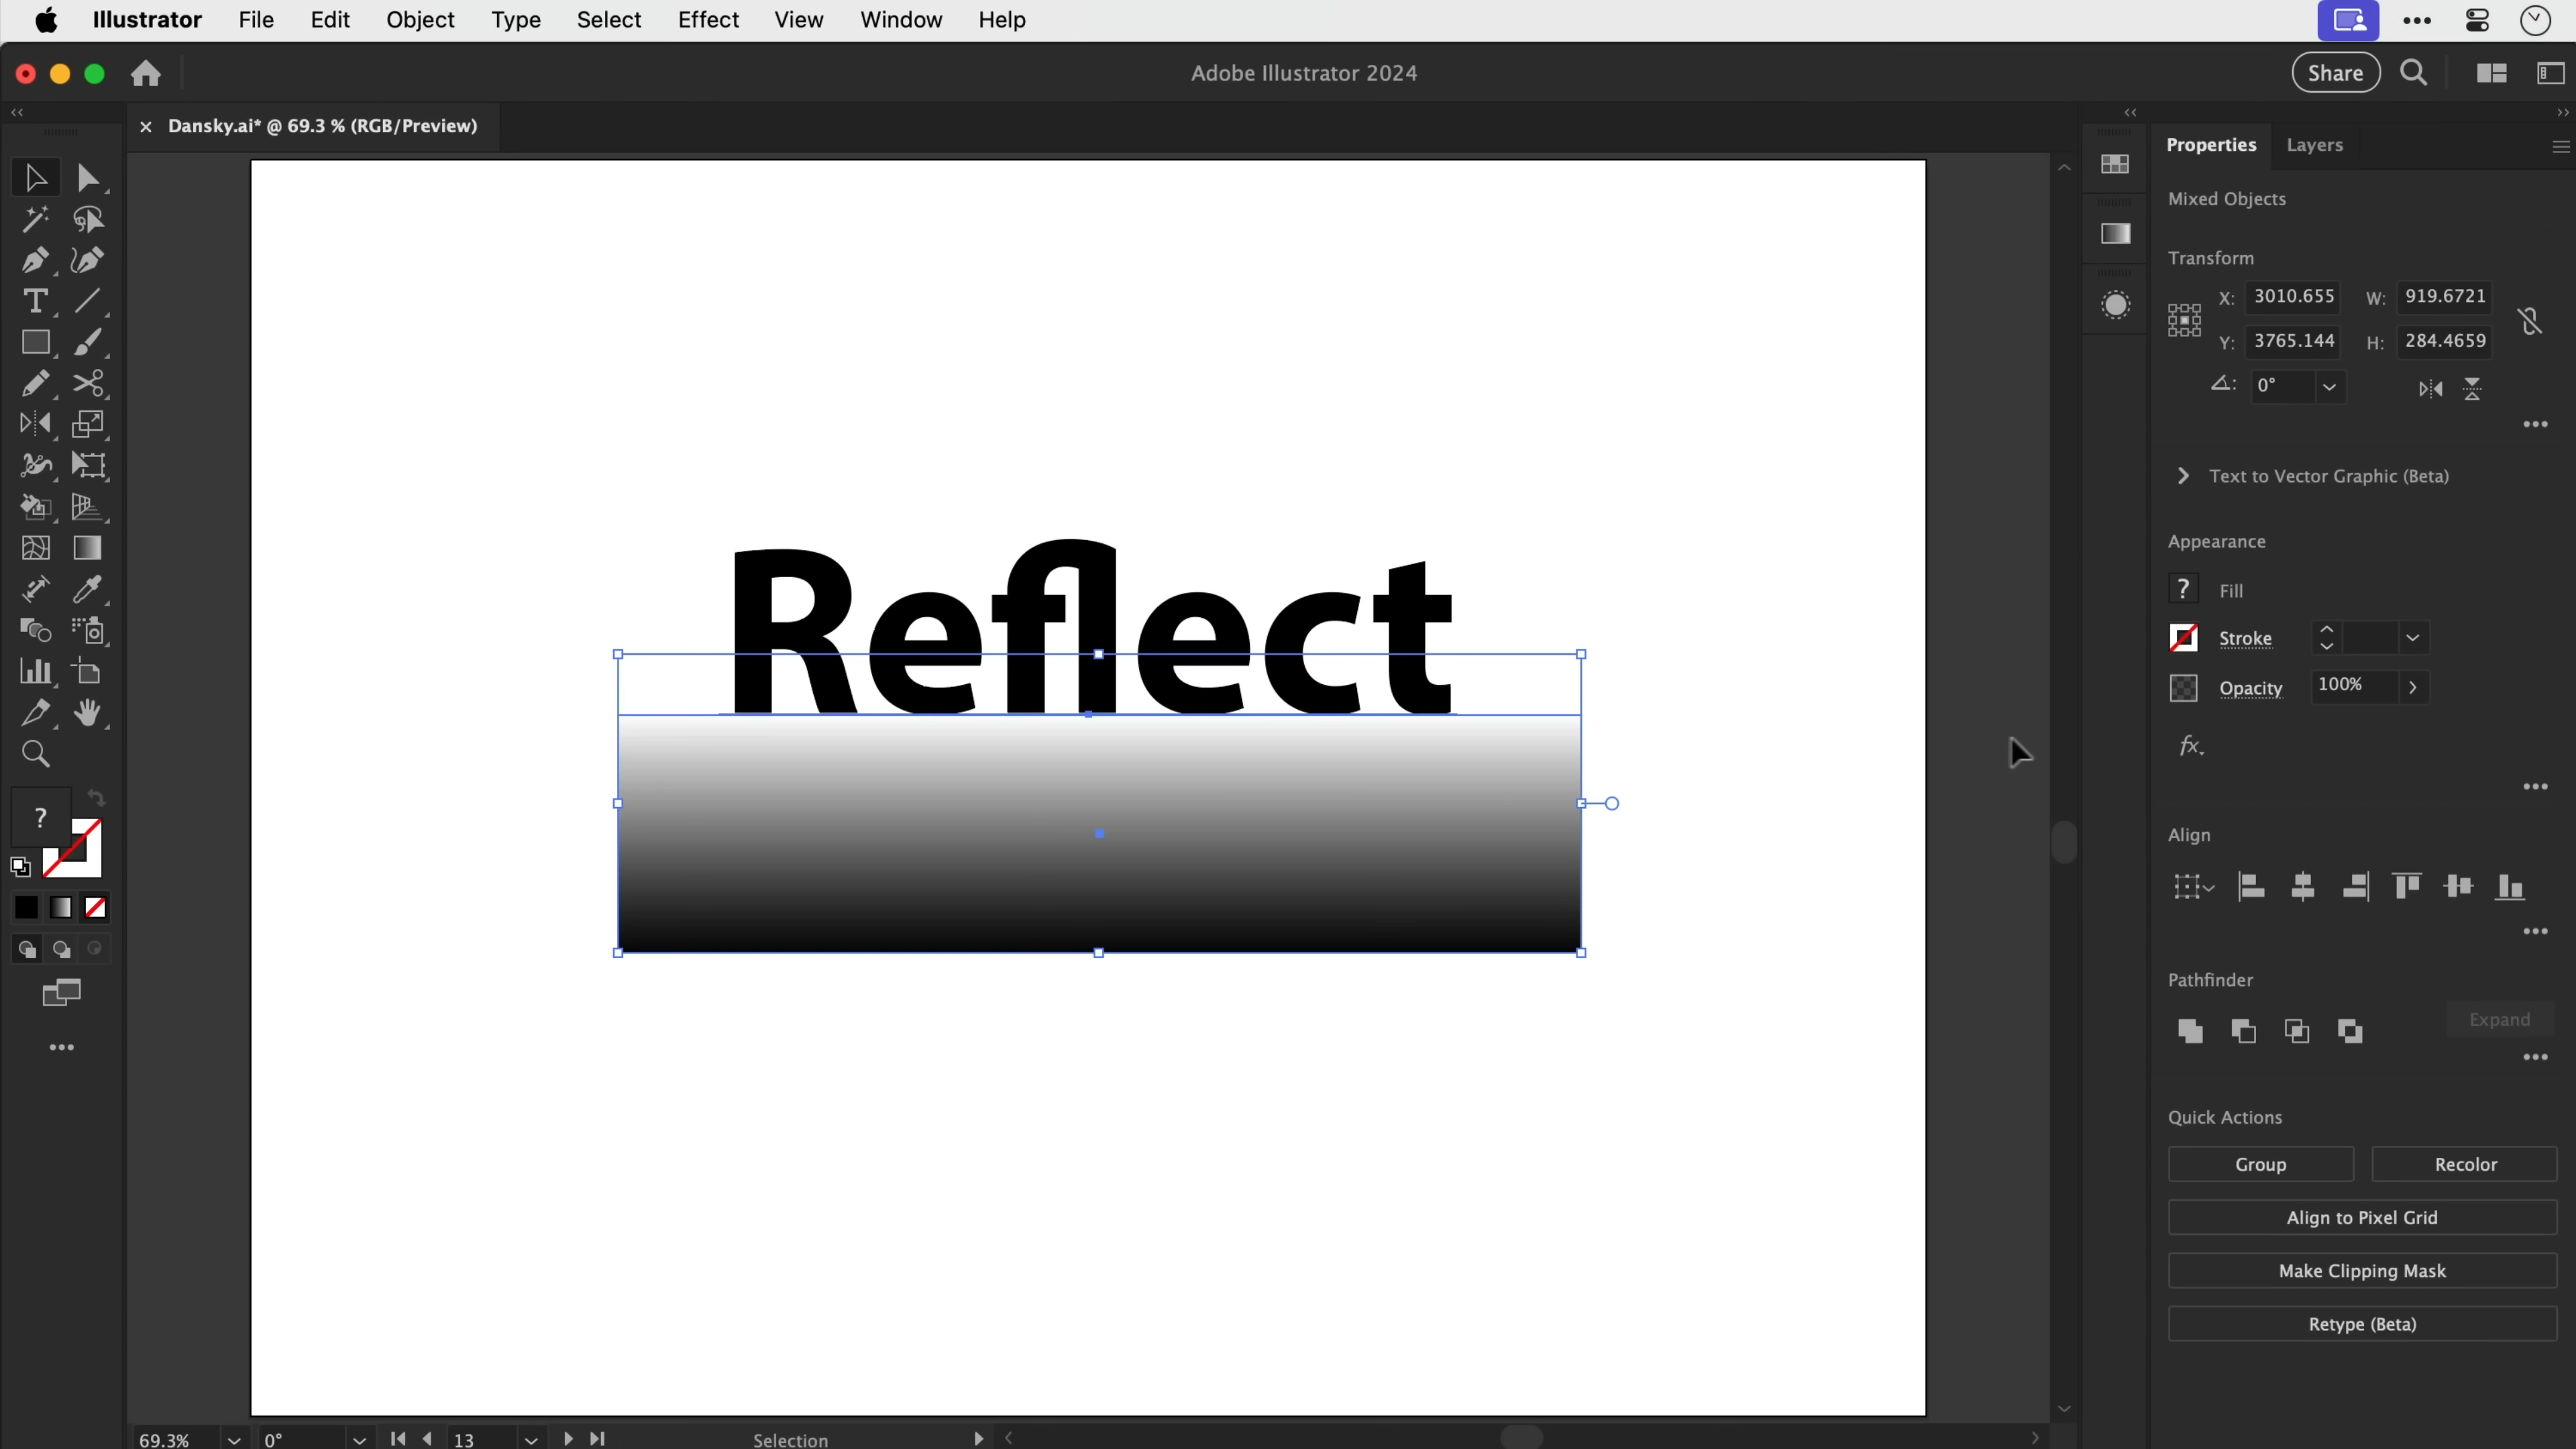 Illustrator File Edit Object Type Select Effect View Window Help
Adobe Illustrator 2024
Share
Dansky.ai* @ 69.3 % (RGB/Preview)
Properties Layers
Mixed Objects
Transform
X: 3010.655 W: 919.6721
Y: 3765.144 H: 284.4659
0°
Text to Vector Graphic (Beta)
Appearance
? Fill
Stroke
Opacity 100%
fx
Reflect
?
Align
Pathfinder
Expand
Quick Actions
Group Recolor
Align to Pixel Grid
Make Clipping Mask
Retype (Beta)
69.3% 0° 13 Selection